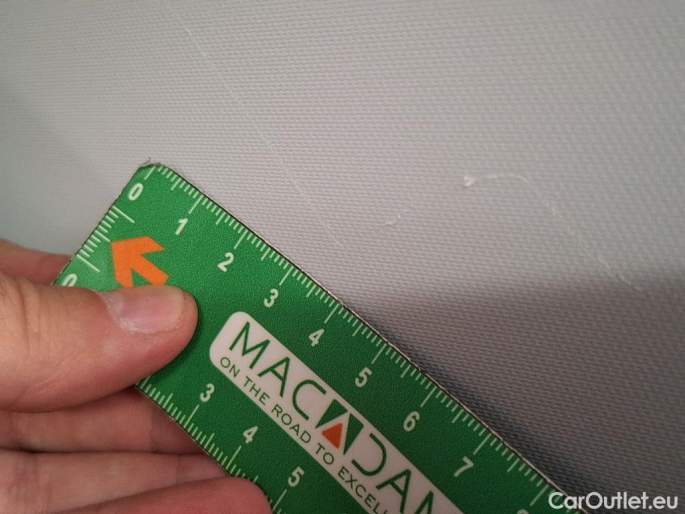 0 1 2 3 4 5 6 7
MACADAM
ON THE ROAD TO EXCELL
0
3 4 5
CarOutlet.eu